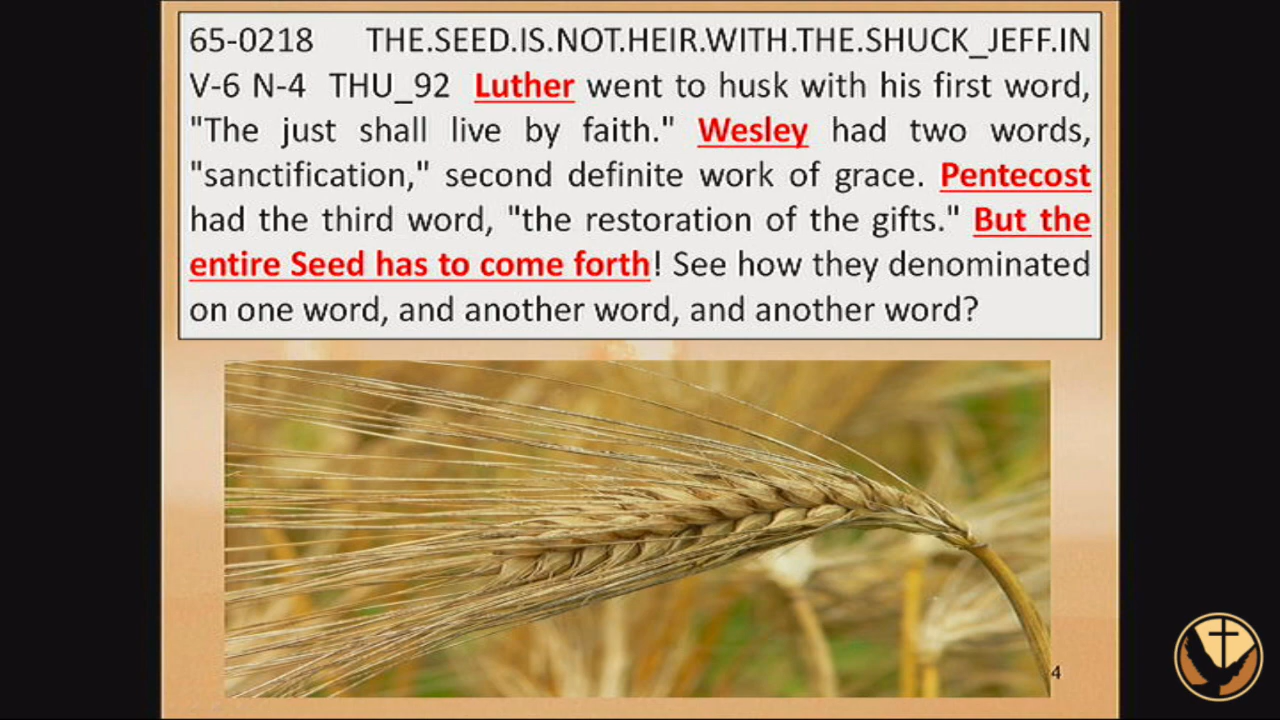 65-0218 THE.SEED.IS.NOT.HEIR.WITH.THE.SHUCK_JEFF.IN
V-6 N-4 THU_92 Luther went to husk with his first word,
"The just shall live by faith." Wesley had two words,
"sanctification," second definite work of grace. Pentecost
had the third word, "the restoration of the gifts." But the
entire Seed has to come forth! See how they denominated
on one word, and another word, and another word?
4